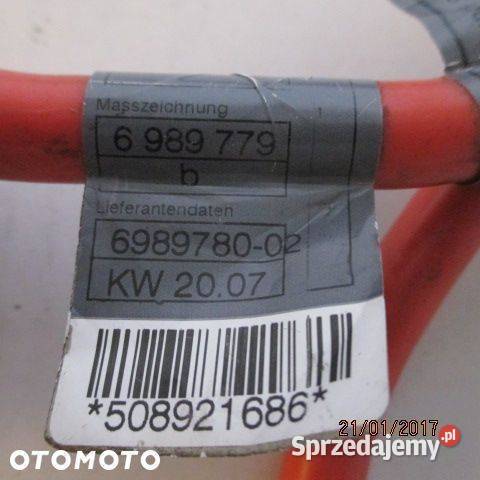 Masszeichnung
6 989 779
b
Lieferantendaten
6989780-02
KW 20.07
*508921686*
21/01/2017
Sprzedajemy.pl
OTOMOTO